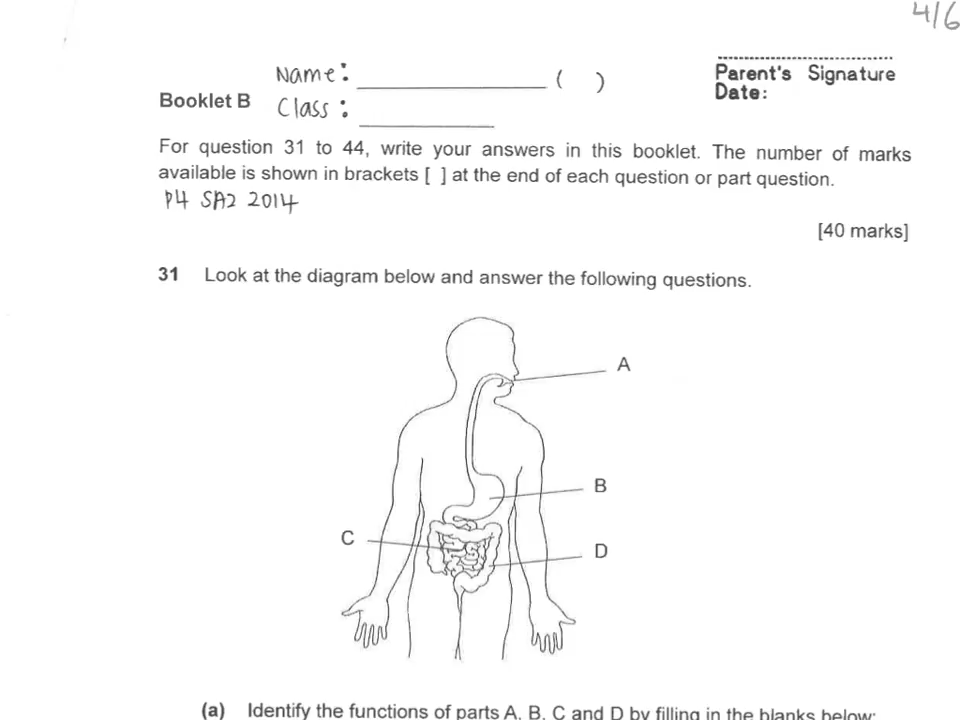 4/6
Name: ( )
Parent's Signature
Date:
Booklet B
Class:
For question 31 to 44, write your answers in this booklet. The number of marks
available is shown in brackets [ ] at the end of each question or part question.
P4 SA2 2014
[40 marks]
31 Look at the diagram below and answer the following questions.
A
B
C
D
(a) Identify the functions of parts A, B, C and D by filling in the blanks below: